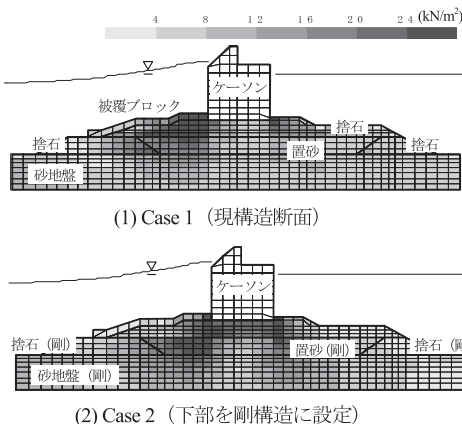 4 8 12 16 20 24 (kN/m²)
ケーソン
被覆ブロック
捨石 捨石 捨石
置砂
砂地盤
(1) Case 1（現構造断面）
ケーソン
捨石（剛） 置砂（剛） 捨石（剛
砂地盤（剛）
(2) Case 2（下部を剛構造に設定）